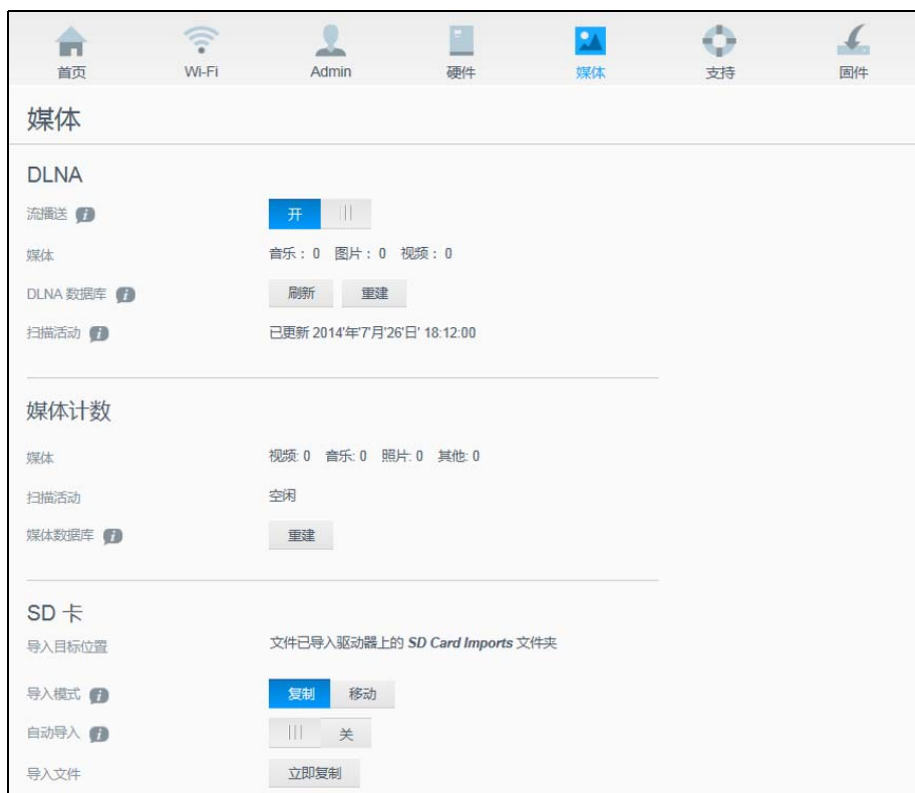 首页 Wi-Fi Admin 硬件 媒体 支持 固件
媒体
DLNA
流播送 开
媒体 音乐： 0 图片： 0 视频： 0
DLNA 数据库 刷新 重建
扫描活动 已更新 2014'年'7'月'26'日' 18:12:00
媒体计数
媒体 视频: 0 音乐: 0 照片: 0 其他: 0
扫描活动 空闲
媒体数据库 重建
SD 卡
导入目标位置 文件已导入驱动器上的 SD Card Imports 文件夹
导入模式 复制 移动
自动导入 关
导入文件 立即复制